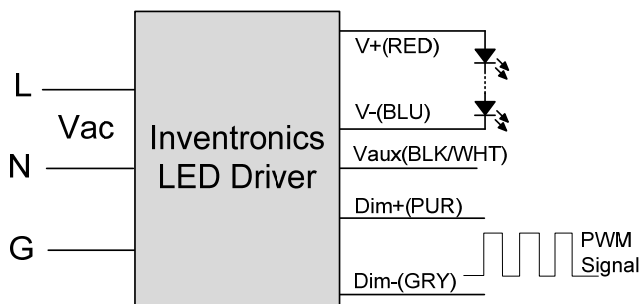 L
Vac
N
G
Inventronics
LED Driver
V+(RED)
V-(BLU)
Vaux(BLK/WHT)
Dim+(PUR)
Dim-(GRY)
PWM
Signal